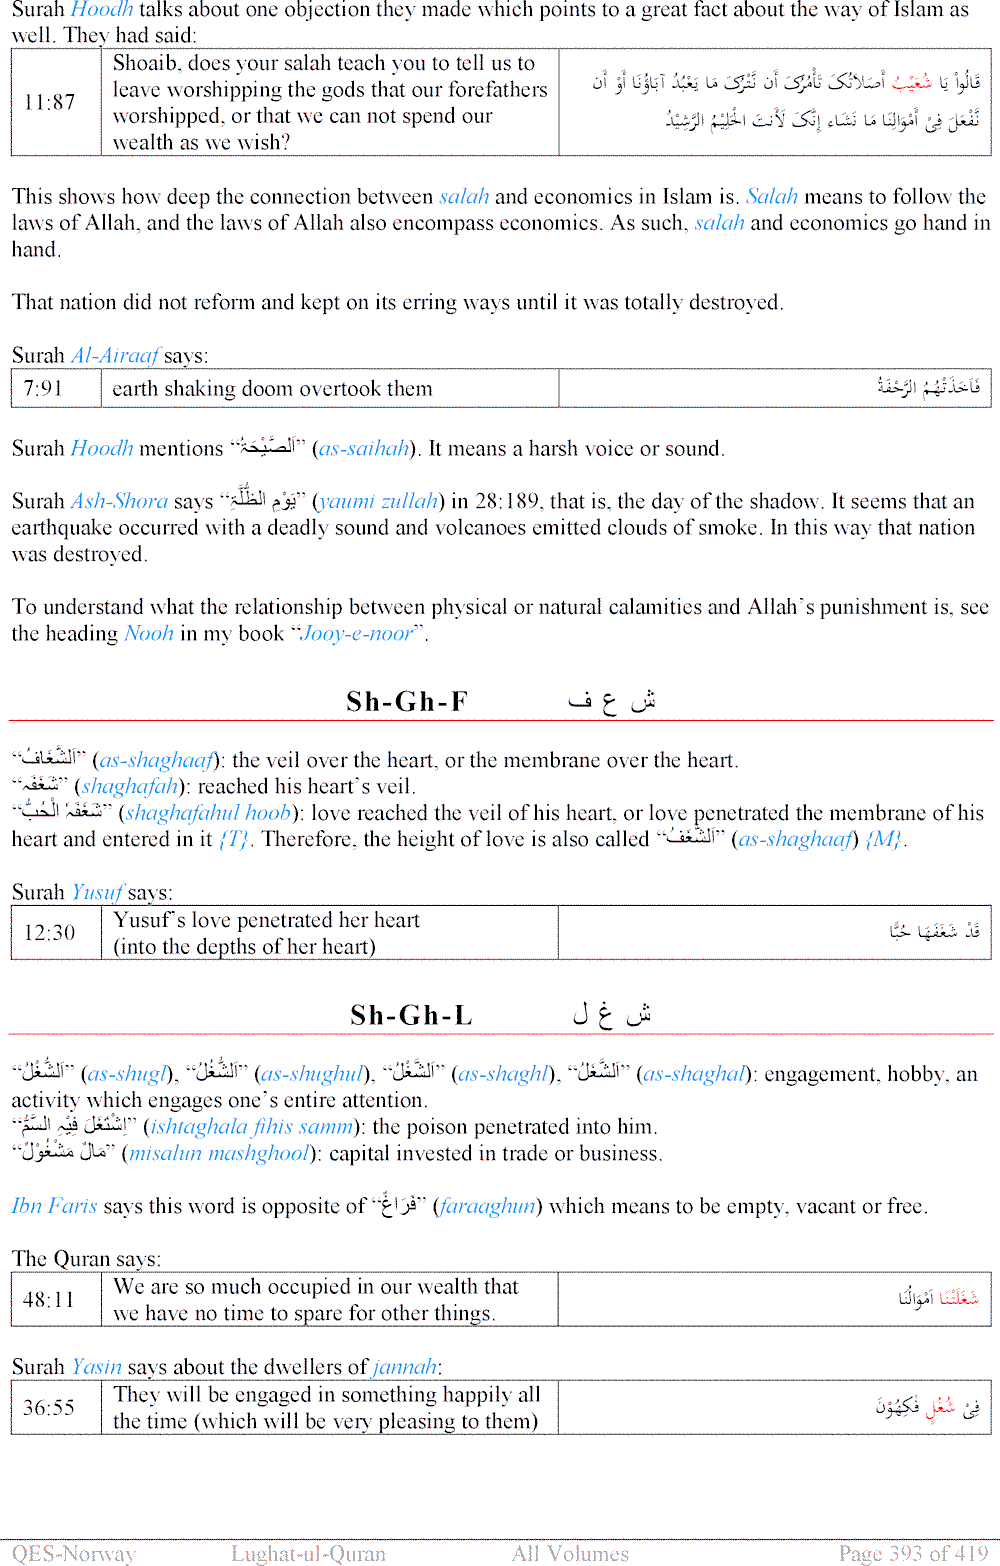 Surah Hoodh talks about one objection they made which points to a great fact about the way of Islam as
well. They had said:
11:87
Shoaib, does your salah teach you to tell us to
leave worshipping the gods that our forefathers
worshipped, or that we can not spend our
wealth as we wish?
قَالُواْ يَا شُعَيْبُ أَصَلاَتُكَ تَأْمُرُكَ أَن نَّتْرُكَ مَا يَعْبُدُ آبَاؤُنَا أَوْ أَن
نَّفْعَلَ فِىْ أَمْوَالِنَا مَا نَشَاء إِنَّكَ لَأَنتَ الْحَلِيْمُ الرَّشِيْدُ
This shows how deep the connection between salah and economics in Islam is. Salah means to follow the
laws of Allah, and the laws of Allah also encompass economics. As such, salah and economics go hand in
hand.
That nation did not reform and kept on its erring ways until it was totally destroyed.
Surah Al-Airaaf says:
7:91
earth shaking doom overtook them
فَاَخَذَتْهُمُ الرَّجْفَةُ
Surah Hoodh mentions “اَلصَّيْحَۃُ” (as-saihah). It means a harsh voice or sound.
Surah Ash-Shora says “يَوْمِ الظُّلَّۃِ” (yaumi zullah) in 28:189, that is, the day of the shadow. It seems that an
earthquake occurred with a deadly sound and volcanoes emitted clouds of smoke. In this way that nation
was destroyed.
To understand what the relationship between physical or natural calamities and Allah’s punishment is, see
the heading Nooh in my book “Jooy-e-noor”.
Sh-Gh-F ش ع ف
“اَلشَّغَافُ” (as-shaghaaf): the veil over the heart, or the membrane over the heart.
“شَغَفَہ” (shaghafah): reached his heart’s veil.
“شَغَفَہٗ الْحُبُّ” (shaghafahul hoob): love reached the veil of his heart, or love penetrated the membrane of his
heart and entered in it {T}. Therefore, the height of love is also called “اَلشَّغَفُ” (as-shaghaaf) {M}.
Surah Yusuf says:
12:30
Yusuf’s love penetrated her heart
(into the depths of her heart)
قَدْ شَغَفَهَا حُبًّا
Sh-Gh-L ش غ ل
“اَلشُّغْلُ” (as-shugl), “اَلشُّغُلُ” (as-shughul), “اَلشَّغْلُ” (as-shaghl), “اَلشَّغَلُ” (as-shaghal): engagement, hobby, an
activity which engages one’s entire attention.
“اِشْتَغَلَ فِيْہِ السَّمُّ” (ishtaghala fihis samm): the poison penetrated into him.
“مَالٌ مَشْغُوْلٌ” (misalun mashghool): capital invested in trade or business.
Ibn Faris says this word is opposite of “فَرَاغٌ” (faraaghun) which means to be empty, vacant or free.
The Quran says:
48:11
We are so much occupied in our wealth that
we have no time to spare for other things.
شَغَلَتْنَا اَمْوَالُنَا
Surah Yasin says about the dwellers of jannah:
36:55
They will be engaged in something happily all
the time (which will be very pleasing to them)
فِىْ شُغُلٍ فٰكِهُوْنَ
QES-Norway Lughat-ul-Quran All Volumes Page 393 of 419